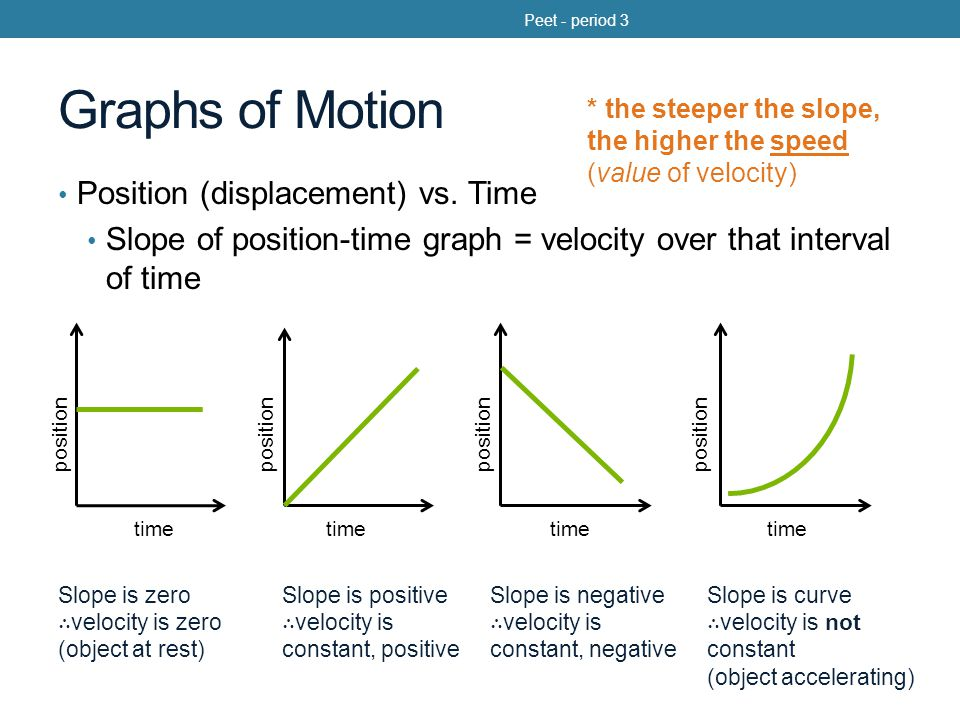 Peet - period 3
Graphs of Motion
* the steeper the slope,
the higher the speed
(value of velocity)
• Position (displacement) vs. Time
• Slope of position-time graph = velocity over that interval
of time
position
time
position
time
position
time
position
time
Slope is zero
∴velocity is zero
(object at rest)
Slope is positive
∴velocity is
constant, positive
Slope is negative
∴velocity is
constant, negative
Slope is curve
∴velocity is not
constant
(object accelerating)